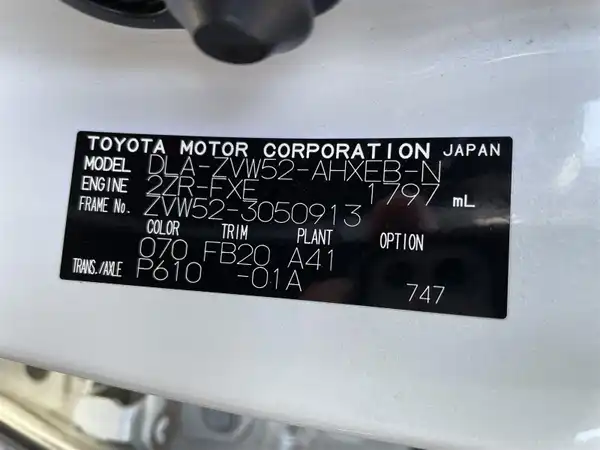 TOYOTA MOTOR CORPORATION JAPAN
MODEL DLA-ZVW52-AHXEB-N
ENGINE 2ZR-FXE 1797 mL
FRAME No. ZVW52-3050913
COLOR TRIM PLANT OPTION
070 FB20 A41
TRANS./AXLE P610 -01A
747